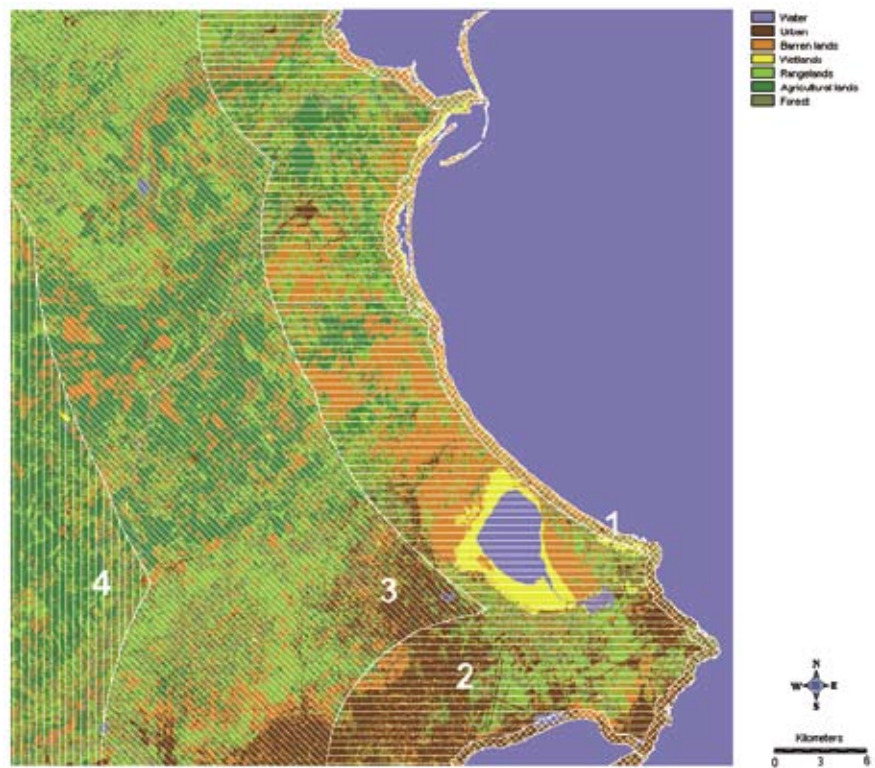 Water
Urban
Barren lands
Wetlands
Rangelands
Agricultural lands
Forest
1
4
3
2
N
W E
S
Kilometers
0 3 6